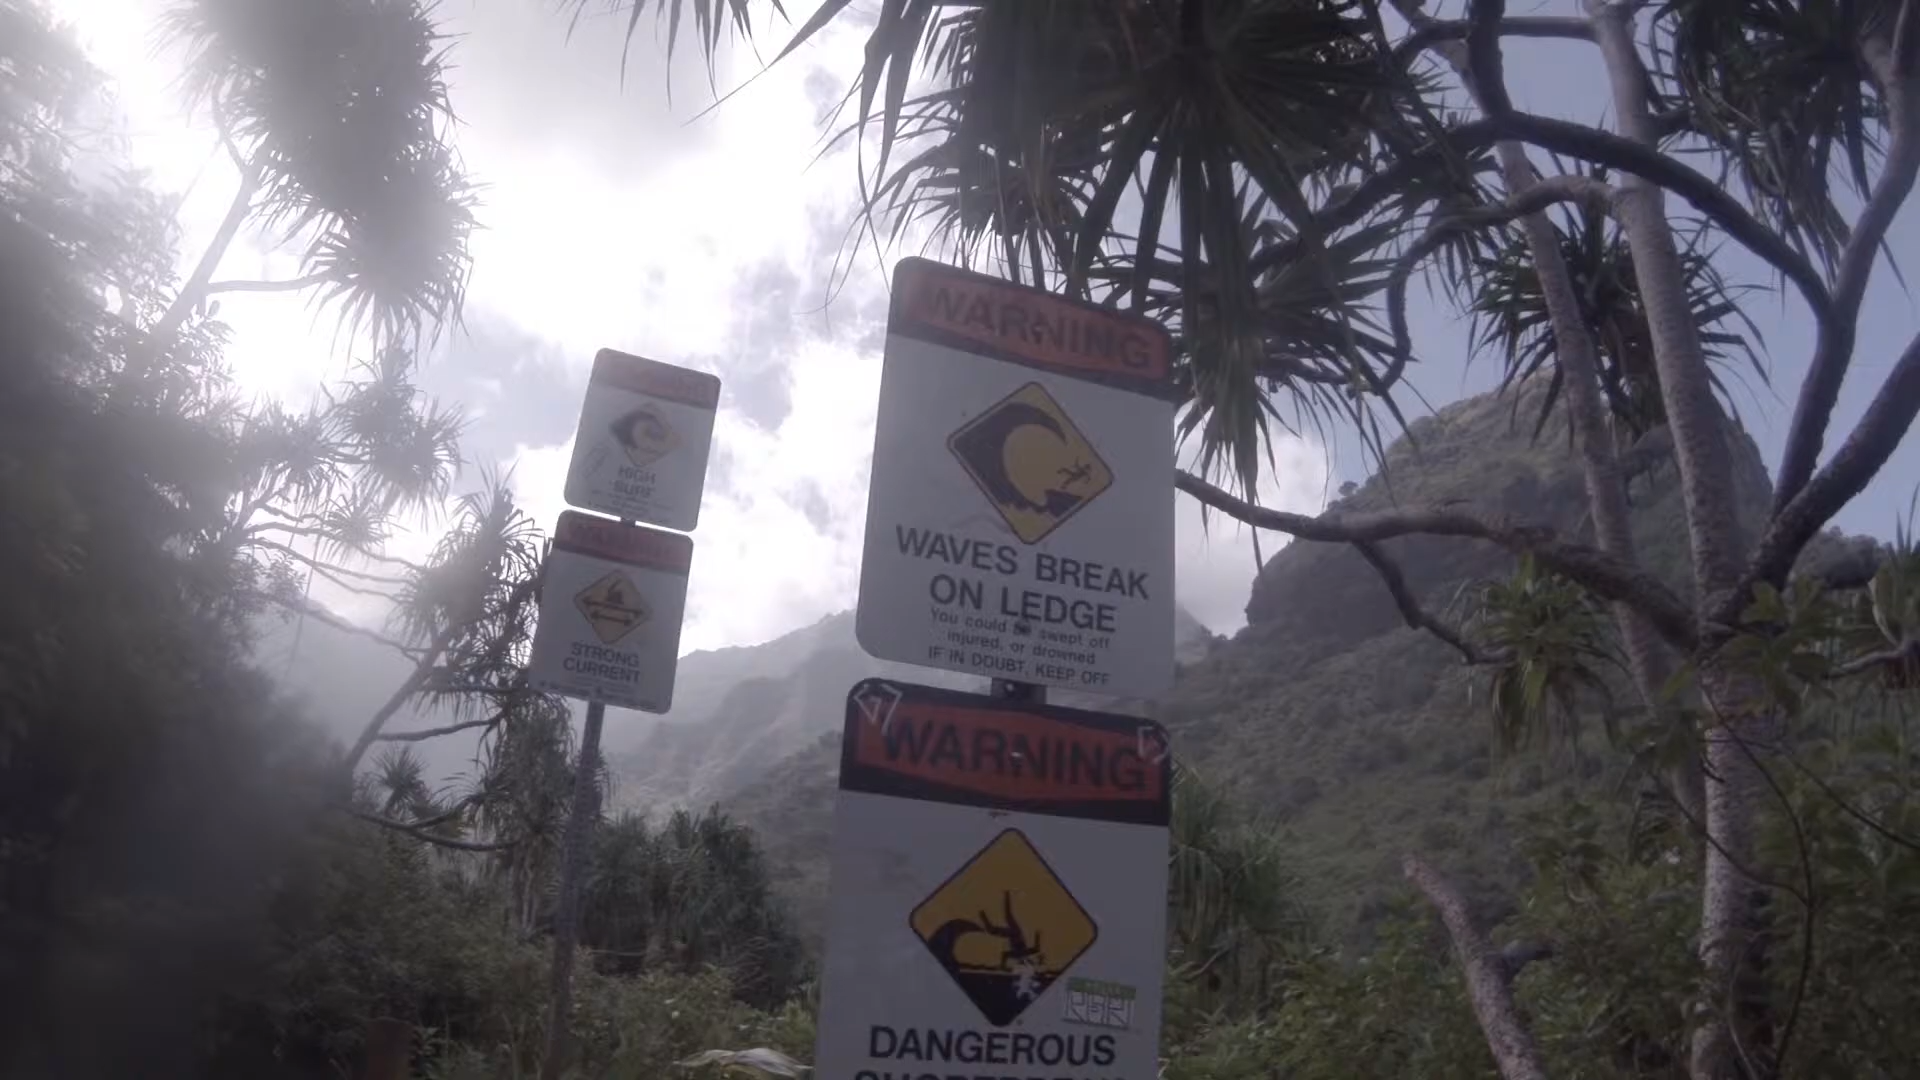 HIGH
SURF
STRONG
CURRENT
WARNING
WAVES BREAK
ON LEDGE
You could be swept off
injured, or drowned
IF IN DOUBT, KEEP OFF
WARNING
DANGEROUS
SHOREBREAK